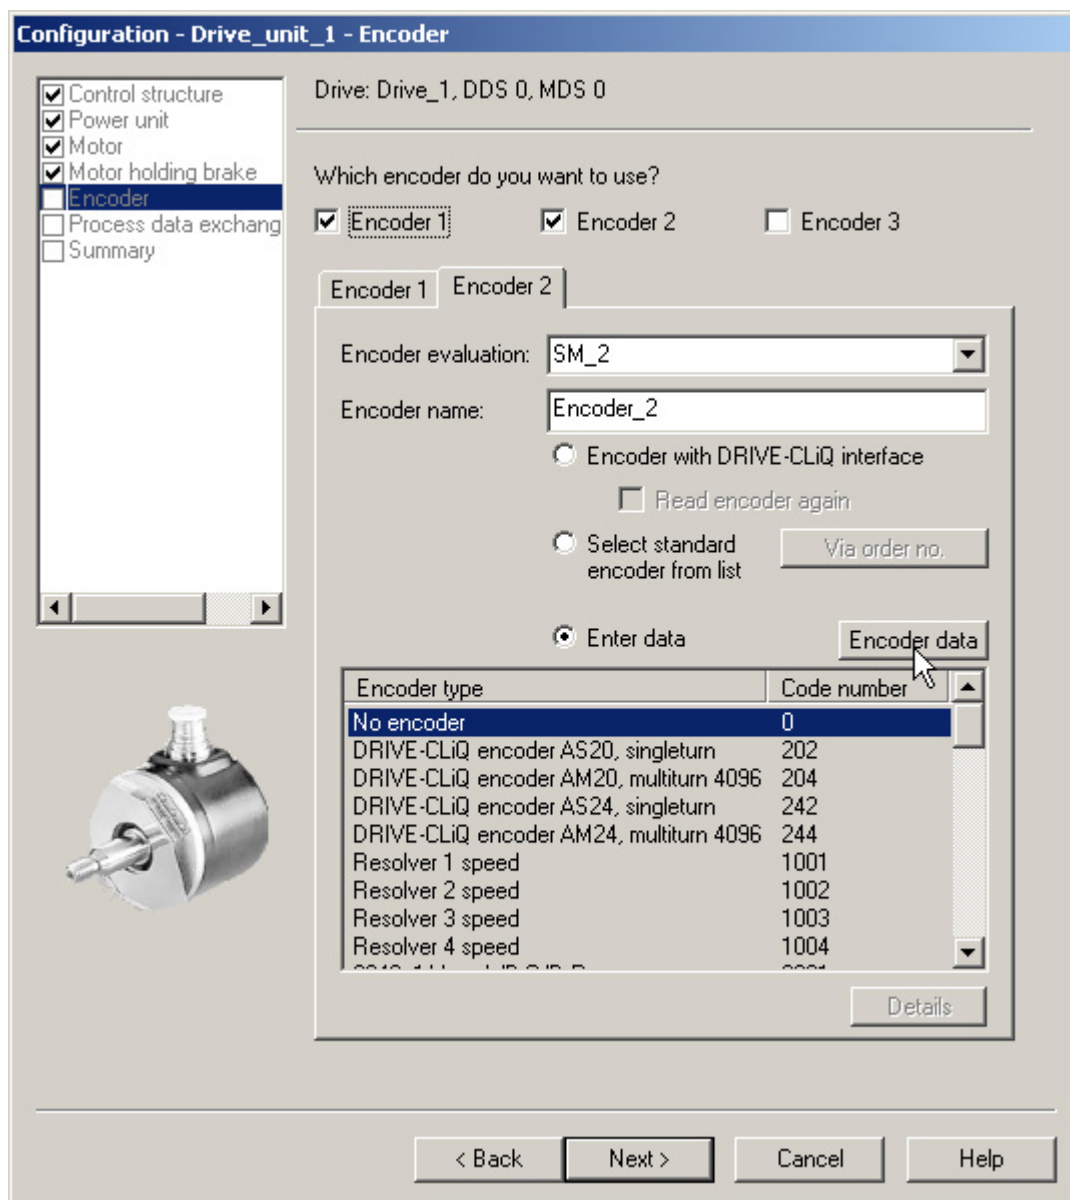 Configuration - Drive_unit_1 - Encoder
Control structure
Power unit
Motor
Motor holding brake
Encoder
Process data exchang
Summary
Drive: Drive_1, DDS 0, MDS 0
Which encoder do you want to use?
Encoder 1 Encoder 2 Encoder 3
Encoder 1 Encoder 2
Encoder evaluation: SM_2
Encoder name: Encoder_2
Encoder with DRIVE-CLiQ interface
Read encoder again
Select standard
encoder from list
Via order no.
Enter data Encoder data
Encoder type Code number
No encoder 0
DRIVE-CLiQ encoder AS20, singleturn 202
DRIVE-CLiQ encoder AM20, multiturn 4096 204
DRIVE-CLiQ encoder AS24, singleturn 242
DRIVE-CLiQ encoder AM24, multiturn 4096 244
Resolver 1 speed 1001
Resolver 2 speed 1002
Resolver 3 speed 1003
Resolver 4 speed 1004
Details
< Back Next > Cancel Help